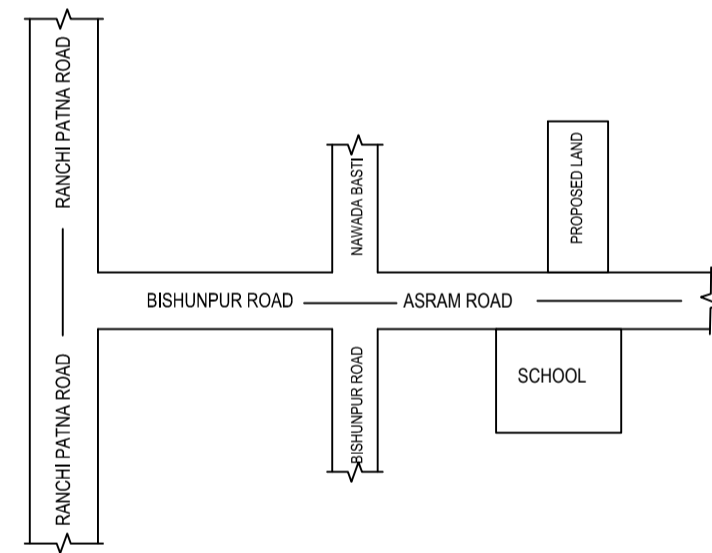 RANCHI PATNA ROAD
RANCHI PATNA ROAD
NAWADA BASTI
PROPOSED LAND
BISHUNPUR ROAD
ASRAM ROAD
BISHUNPUR ROAD
SCHOOL